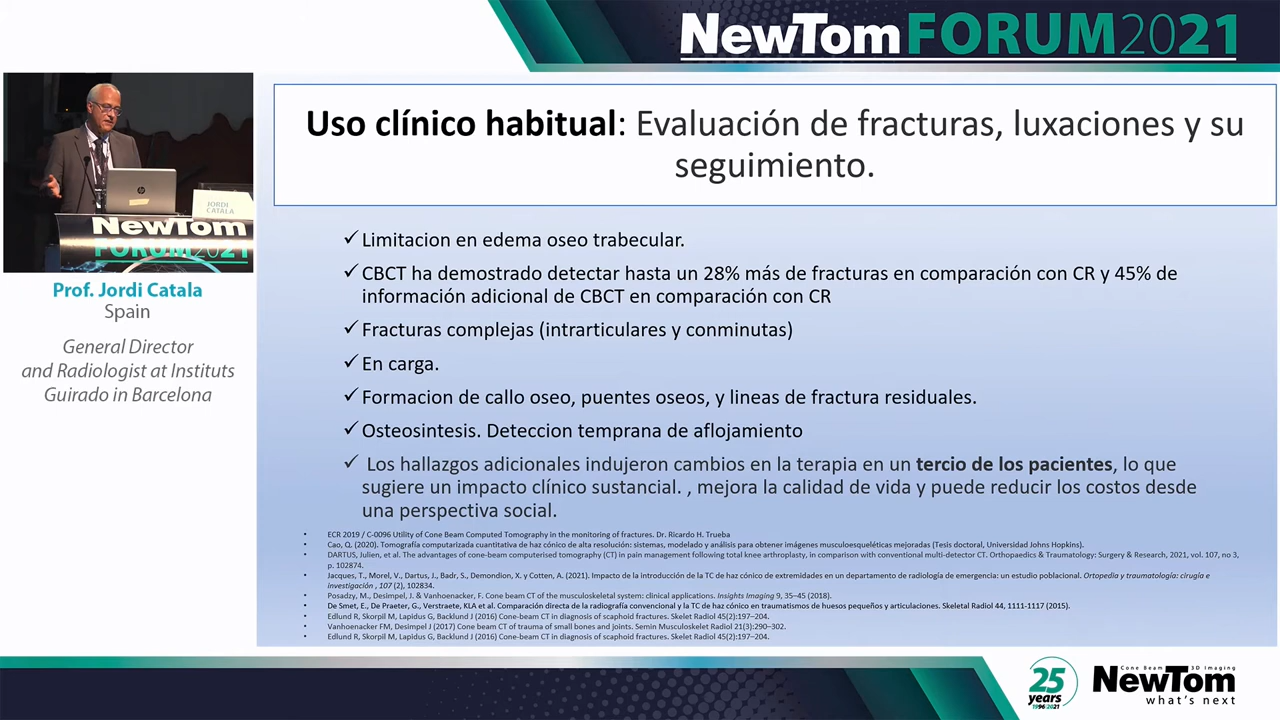 NewTom FORUM2021
JORDI
CATALA
NewTom
FORUM2021
Prof. Jordi Catala
Spain
General Director
and Radiologist at Instituts
Guirado in Barcelona
Uso clínico habitual: Evaluación de fracturas, luxaciones y su
seguimiento.
✓ Limitacion en edema oseo trabecular.
✓ CBCT ha demostrado detectar hasta un 28% más de fracturas en comparación con CR y 45% de
información adicional de CBCT en comparación con CR
✓ Fracturas complejas (intrarticulares y conminutas)
✓ En carga.
✓ Formacion de callo oseo, puentes oseos, y lineas de fractura residuales.
✓ Osteosintesis. Deteccion temprana de aflojamiento
✓ Los hallazgos adicionales indujeron cambios en la terapia en un tercio de los pacientes, lo que
sugiere un impacto clínico sustancial. , mejora la calidad de vida y puede reducir los costos desde
una perspectiva social.
• ECR 2019 / C-0096 Utility of Cone Beam Computed Tomography in the monitoring of fractures. Dr. Ricardo H. Trueba
• Cao, Q. (2020). Tomografía computarizada cuantitativa de haz cónico de alta resolución: sistemas, modelado y análisis para obtener imágenes musculoesqueléticas mejoradas (Tesis doctoral, Universidad Johns Hopkins).
• DARTUS, Julien, et al. The advantages of cone-beam computerised tomography (CT) in pain management following total knee arthroplasty, in comparison with conventional multi-detector CT. Orthopaedics & Traumatology: Surgery & Research, 2021, vol. 107, no 3,
p. 102874.
• Jacques, T., Morel, V., Dartus, J., Badr, S., Demondion, X. y Cotten, A. (2021). Impacto de la introducción de la TC de haz cónico de extremidades en un departamento de radiología de emergencia: un estudio poblacional. Ortopedia y traumatología: cirugía e
investigación , 107 (2), 102834.
• Posadzy, M., Desimpel, J. & Vanhoenacker, F. Cone beam CT of the musculoskeletal system: clinical applications. Insights Imaging 9, 35–45 (2018).
• De Smet, E., De Praeter, G., Verstraete, KLA et al. Comparación directa de la radiografía convencional y la TC de haz cónico en traumatismos de huesos pequeños y articulaciones. Skeletal Radiol 44, 1111-1117 (2015).
• Edlund R, Skorpil M, Lapidus G, Backlund J (2016) Cone-beam CT in diagnosis of scaphoid fractures. Skelet Radiol 45(2):197–204.
• Vanhoenacker FM, Desimpel J (2017) Cone beam CT of trauma of small bones and joints. Semin Musculoskelet Radiol 21(3):290–302.
• Edlund R, Skorpil M, Lapidus G, Backlund J (2016) Cone-beam CT in diagnosis of scaphoid fractures. Skelet Radiol 45(2):197–204.
25
years
1996|2021
Cone Beam 3D Imaging
NewTom
what's next